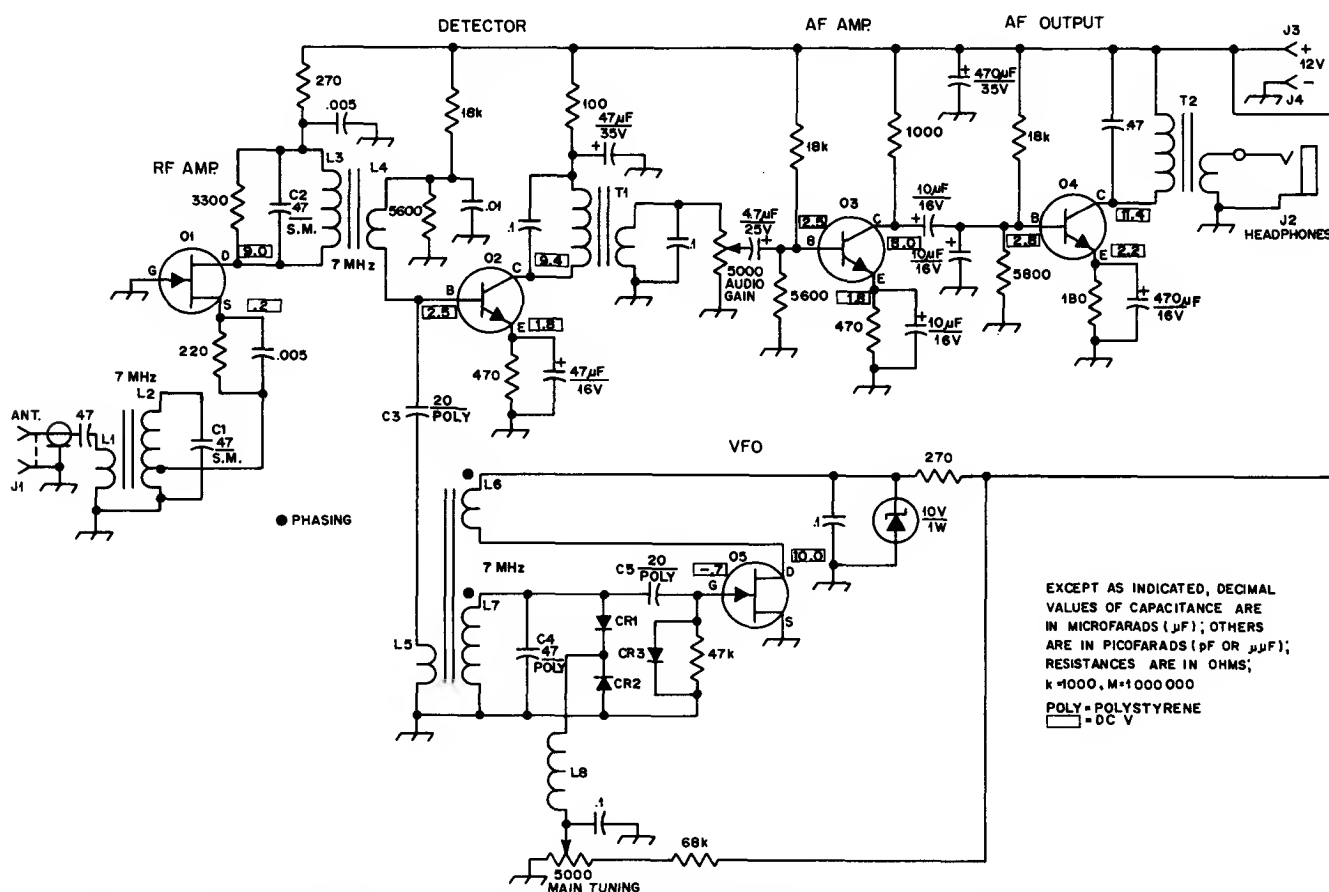 DETECTOR
AF AMP.
AF OUTPUT
J3
+
12V
-
J4
270
.005
18k
100
47µF
35V
18k
1000
+
470µF
35V
18k
.47
T2
RF AMP.
L3
L4
3300
C2
47
S.M.
5600
.01
.1
T1
.1
4.7µF
25V
+
10µF
16V
10µF
16V
Q3
Q4
J2
HEADPHONES
Q1
7 MHz
9.0
G
D
S
.2
Q2
9.4
C
B
E
2.5
1.8
5000
AUDIO
GAIN
2.5
B
C
E
8.0
1.8
5600
470
10µF
16V
2.8
B
C
E
11.4
2.2
5800
180
470µF
16V
220
.005
470
47µF
16V
7 MHz
L2
ANT.
47
L1
C1
47
S.M.
J1
C3
20
POLY
VFO
● PHASING
L6
270
.1
10V
1W
7 MHz
C5
20
POLY
-.7
Q5
10.0
G
D
S
L7
L5
C4
47
POLY
CR1
CR2
CR3
47k
L8
.1
68k
5000
MAIN TUNING
EXCEPT AS INDICATED, DECIMAL
VALUES OF CAPACITANCE ARE
IN MICROFARADS (µF); OTHERS
ARE IN PICOFARADS (pF OR µµF);
RESISTANCES ARE IN OHMS;
k=1000, M=1000000
POLY = POLYSTYRENE
▭ = DC V